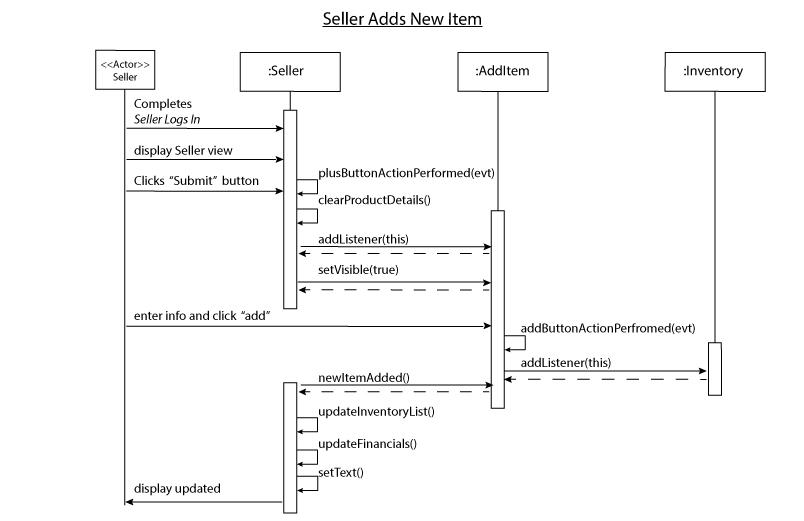 Seller Adds New Item
<<Actor>>
Seller
:Seller
:AddItem
:Inventory
Completes
Seller Logs In
display Seller view
plusButtonActionPerformed(evt)
Clicks “Submit” button
clearProductDetails()
addListener(this)
setVisible(true)
enter info and click “add”
addButtonActionPerfromed(evt)
addListener(this)
newItemAdded()
updateInventoryList()
updateFinancials()
setText()
display updated